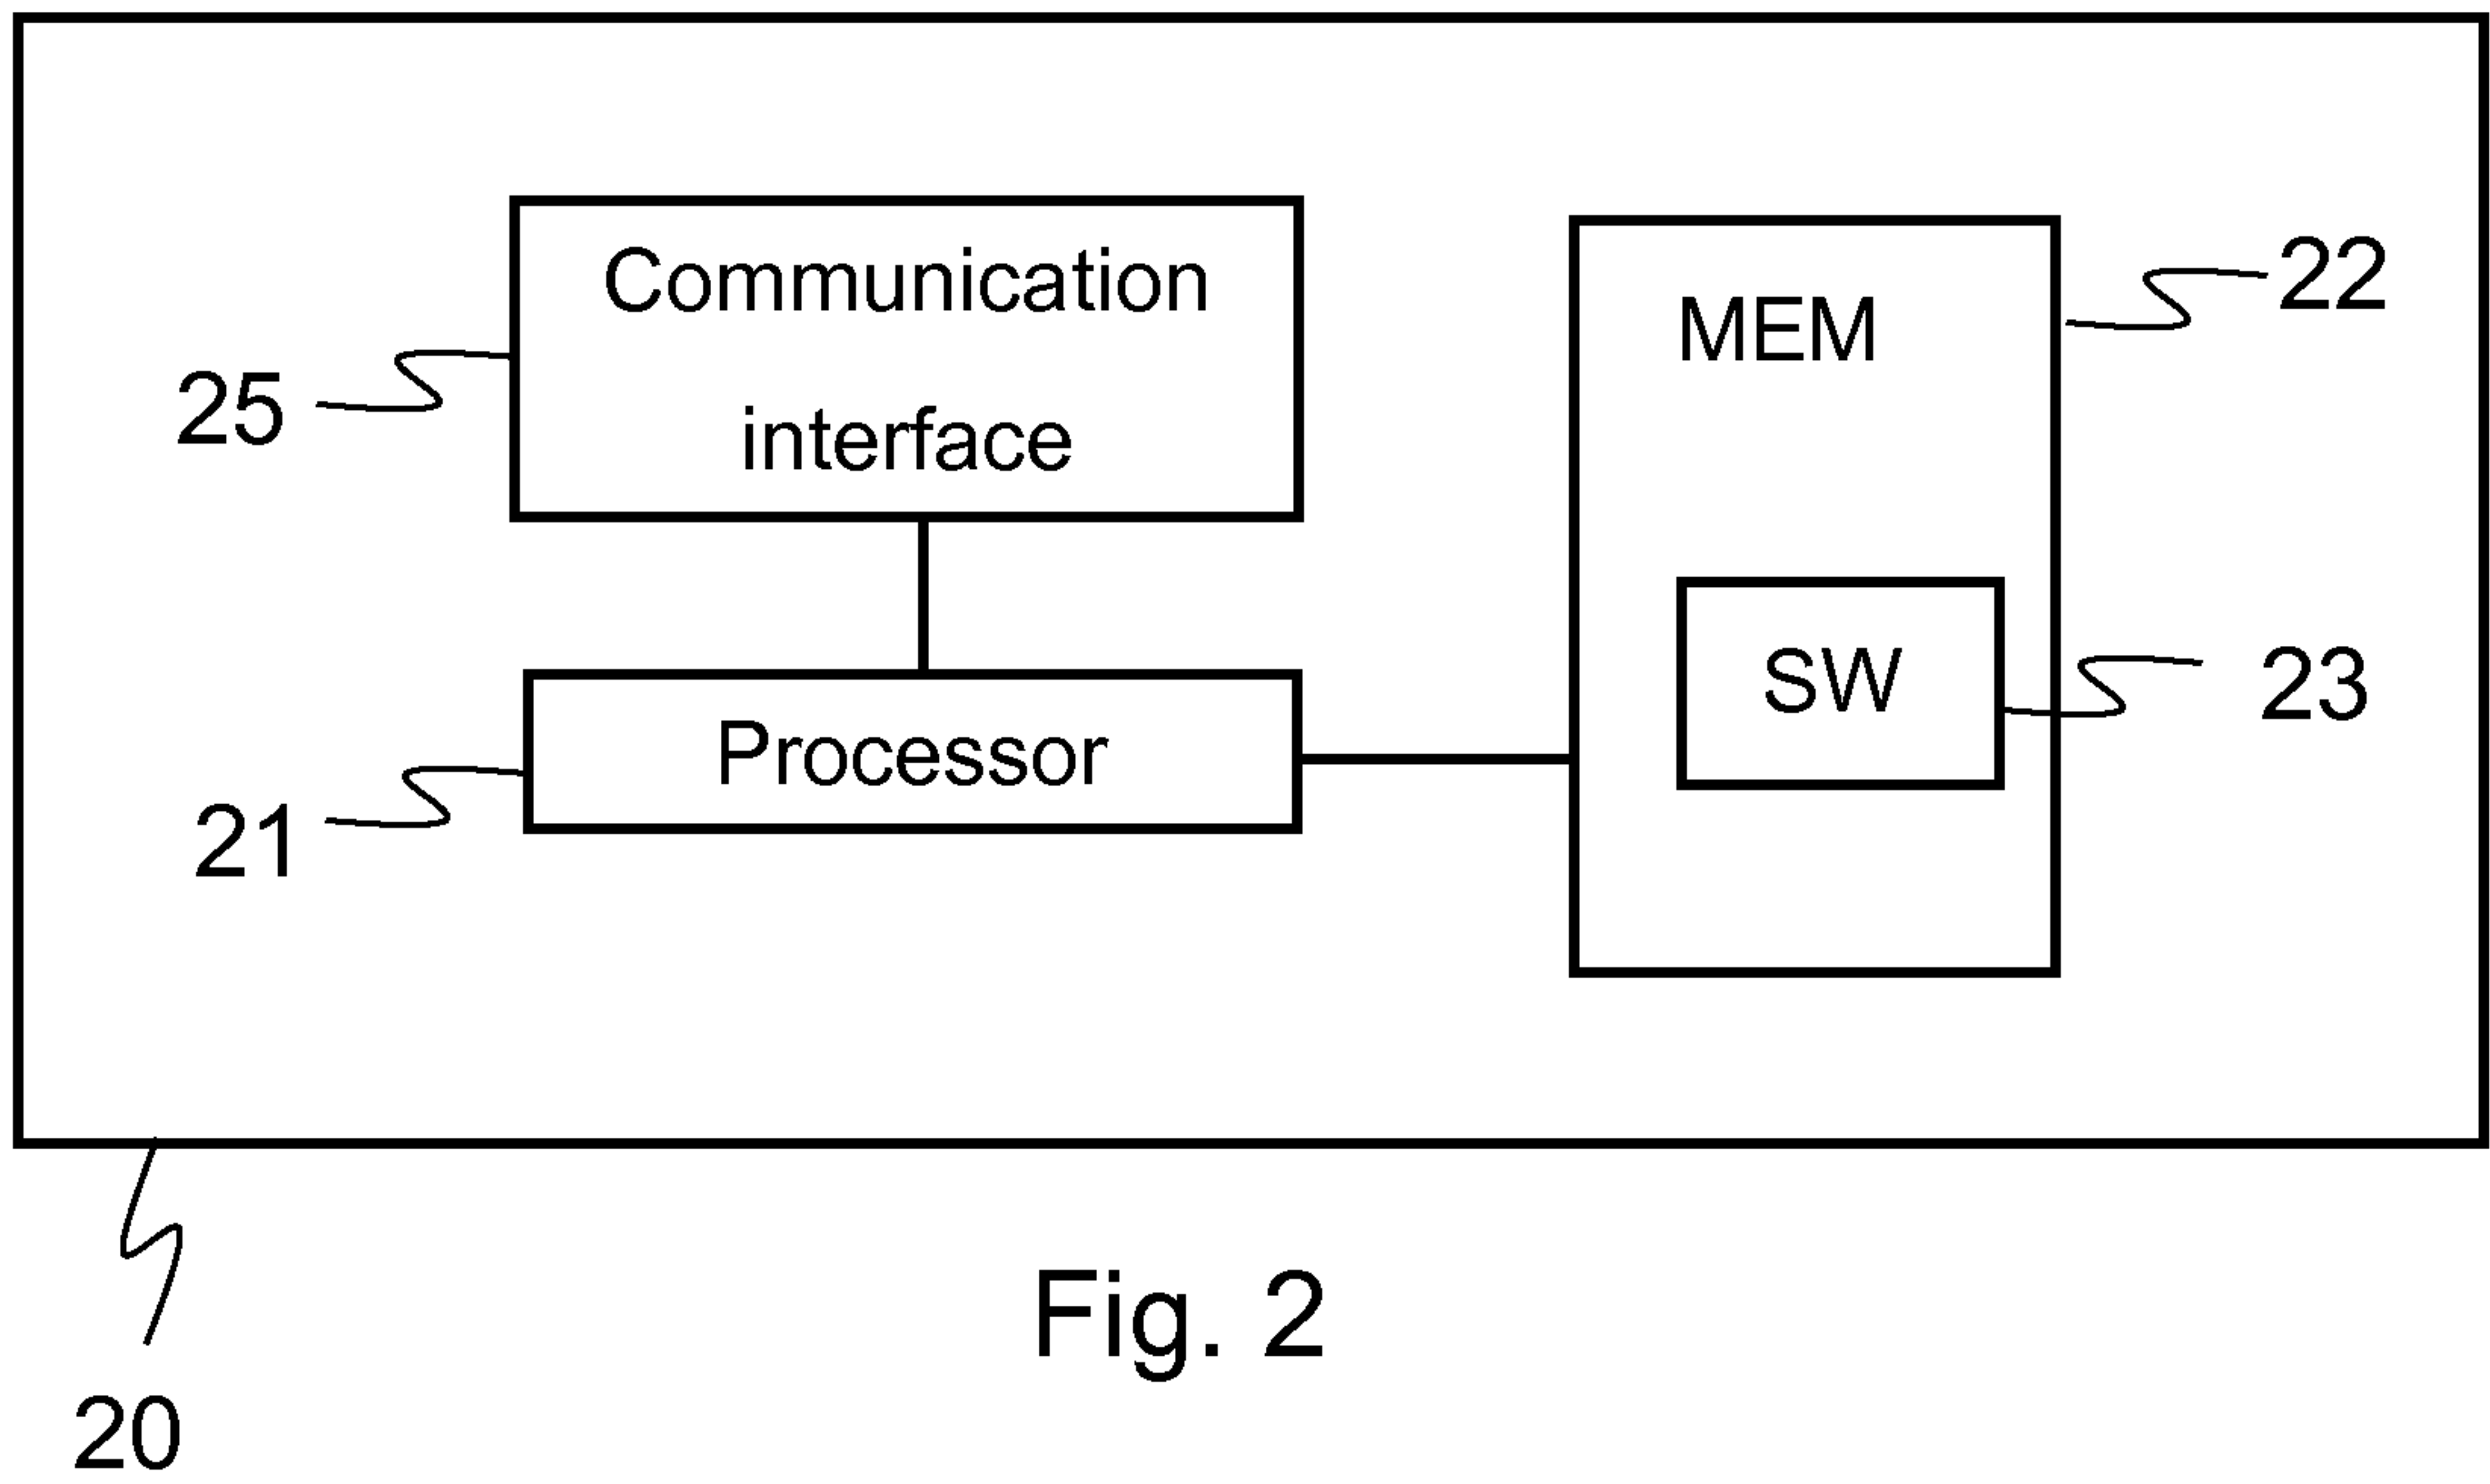 Communication
interface
25
MEM
22
SW
23
Processor
21
Fig. 2
20